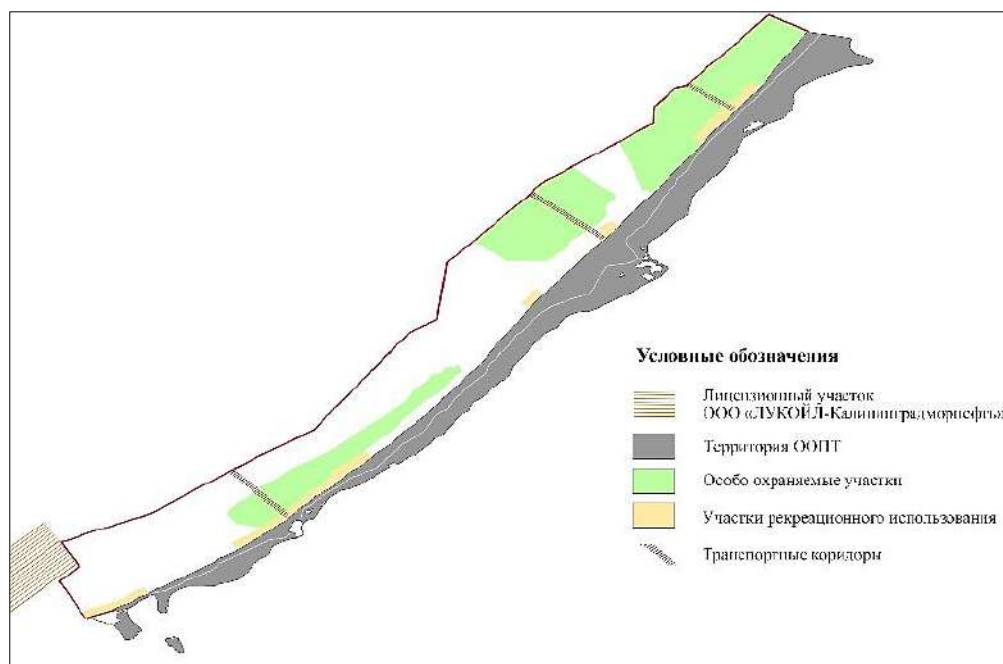 Условные обозначения
Лицензионный участок
ООО «ЛУКОЙЛ-Калининградморнефть»
Территория ООПТ
Особо охраняемые участки
Участки рекреационного использования
Транспортные коридоры